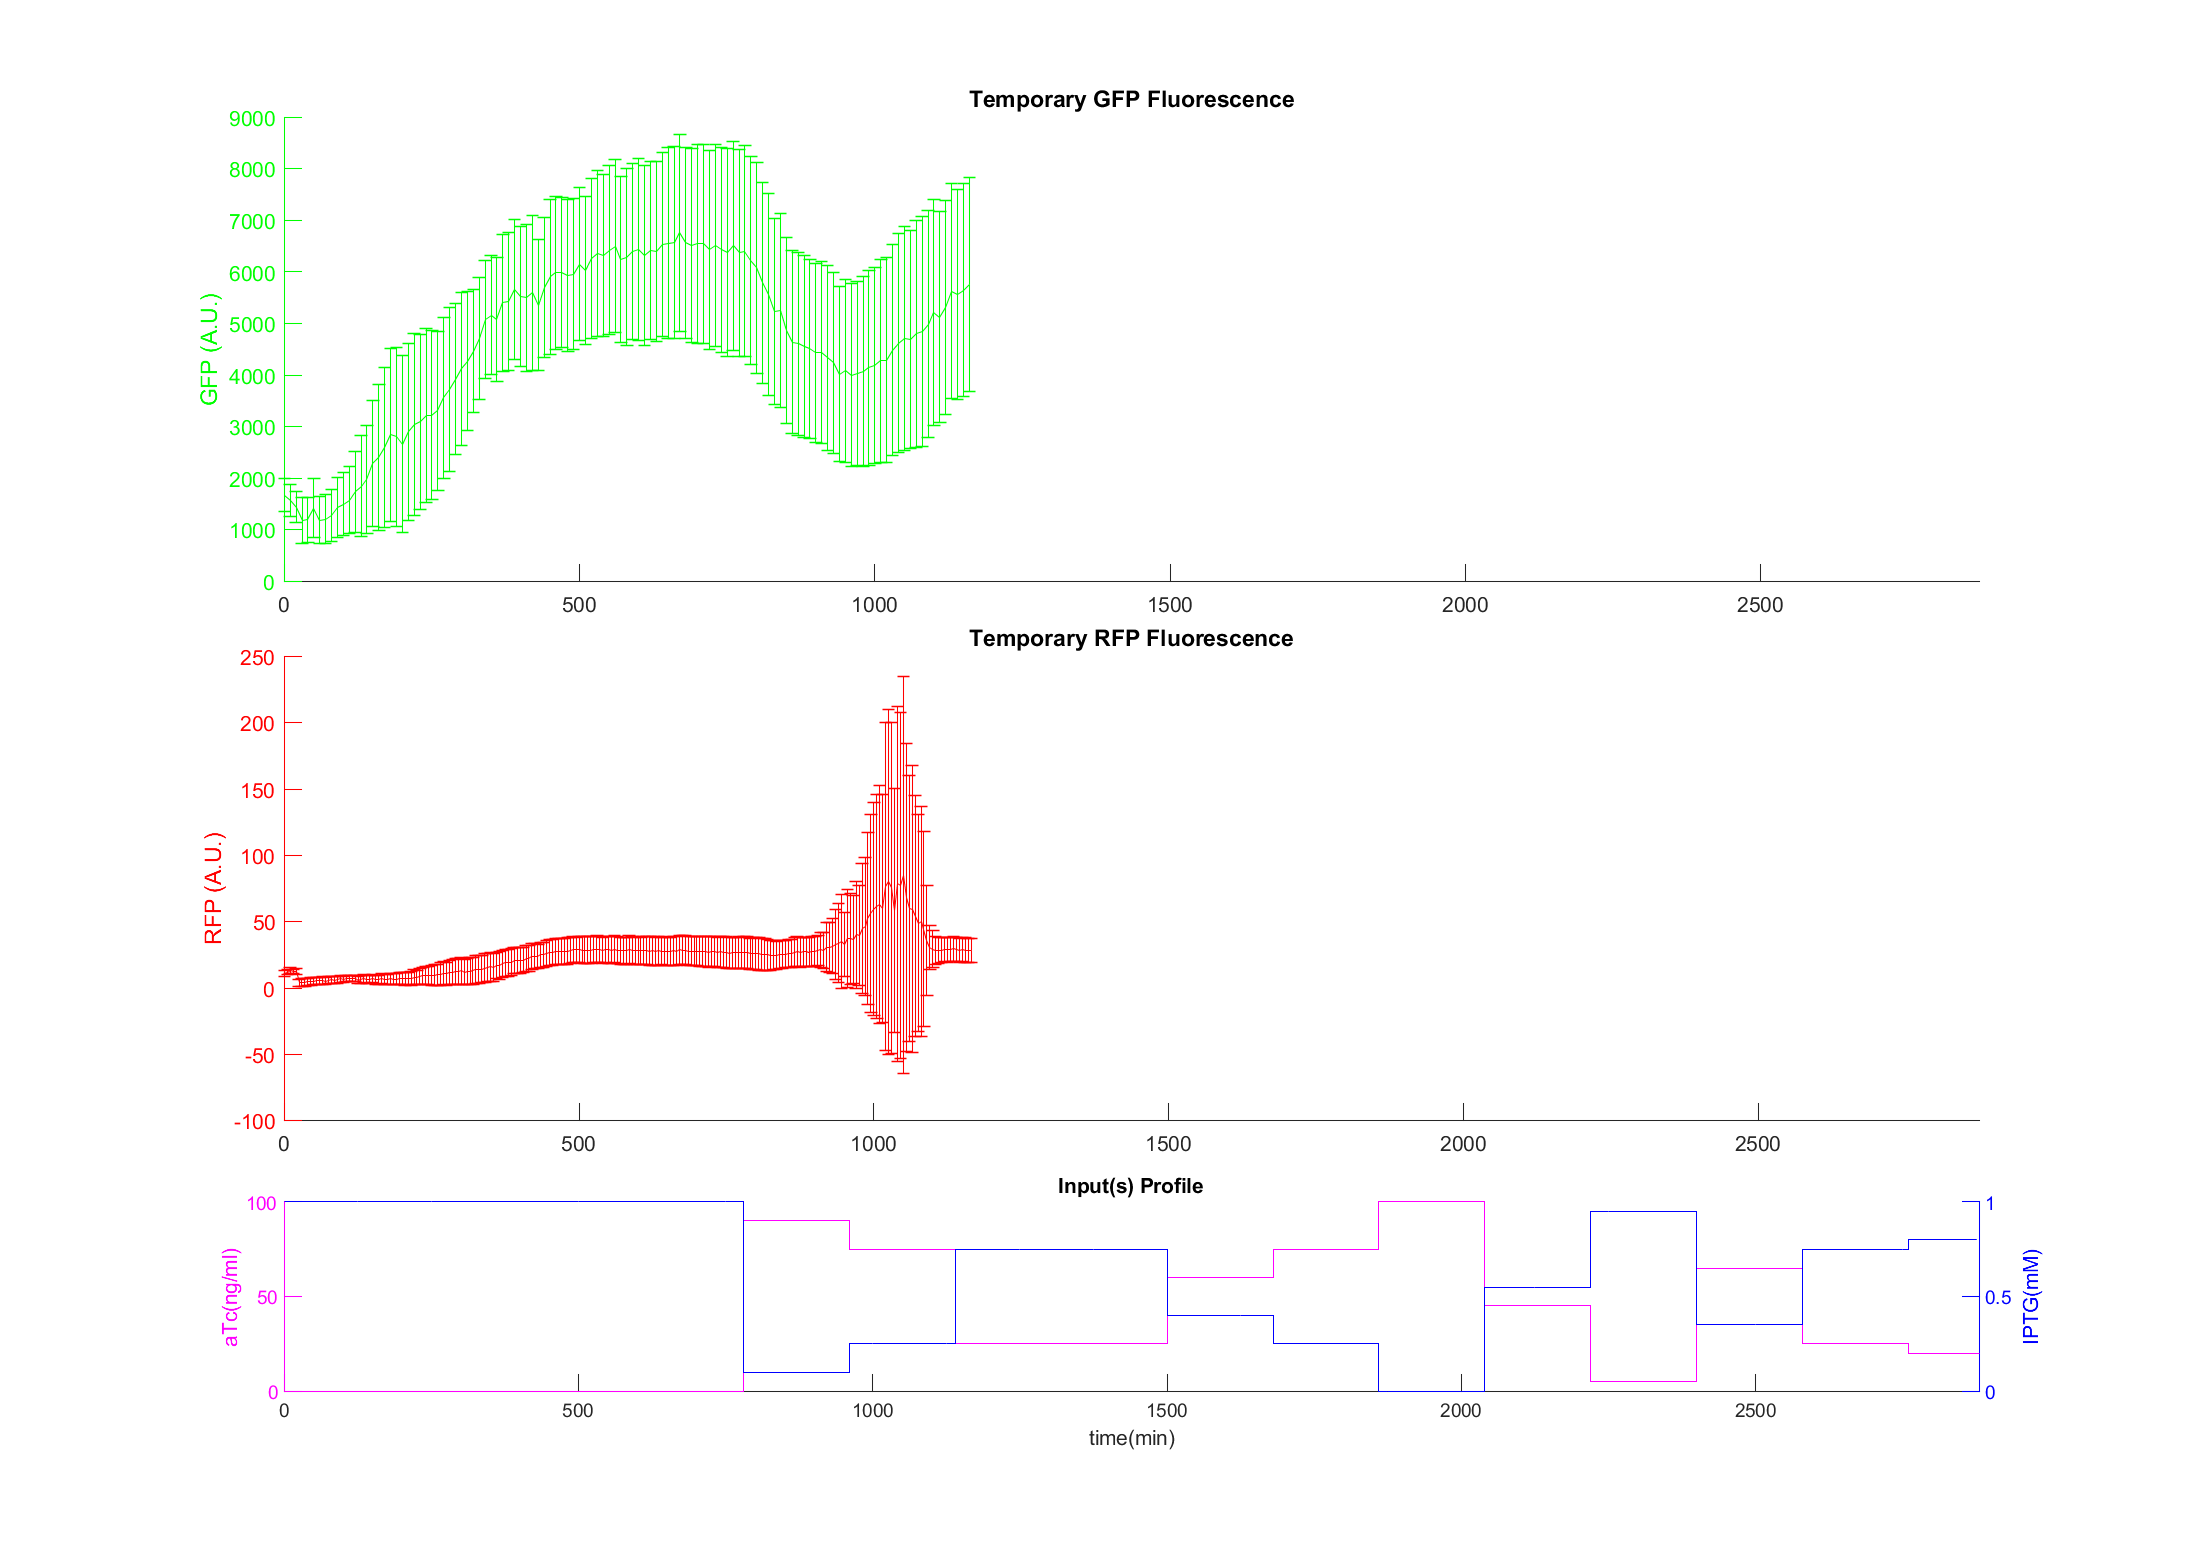 Temporary GFP Fluorescence
9000
8000
7000
6000
5000
4000
3000
2000
1000
0
GFP (A.U.)
0 500 1000 1500 2000 2500
Temporary RFP Fluorescence
250
200
150
100
50
0
-50
-100
RFP (A.U.)
0 500 1000 1500 2000 2500
Input(s) Profile
100
50
0
aTc(ng/ml)
1
0.5
0
IPTG(mM)
0 500 1000 1500 2000 2500
time(min)